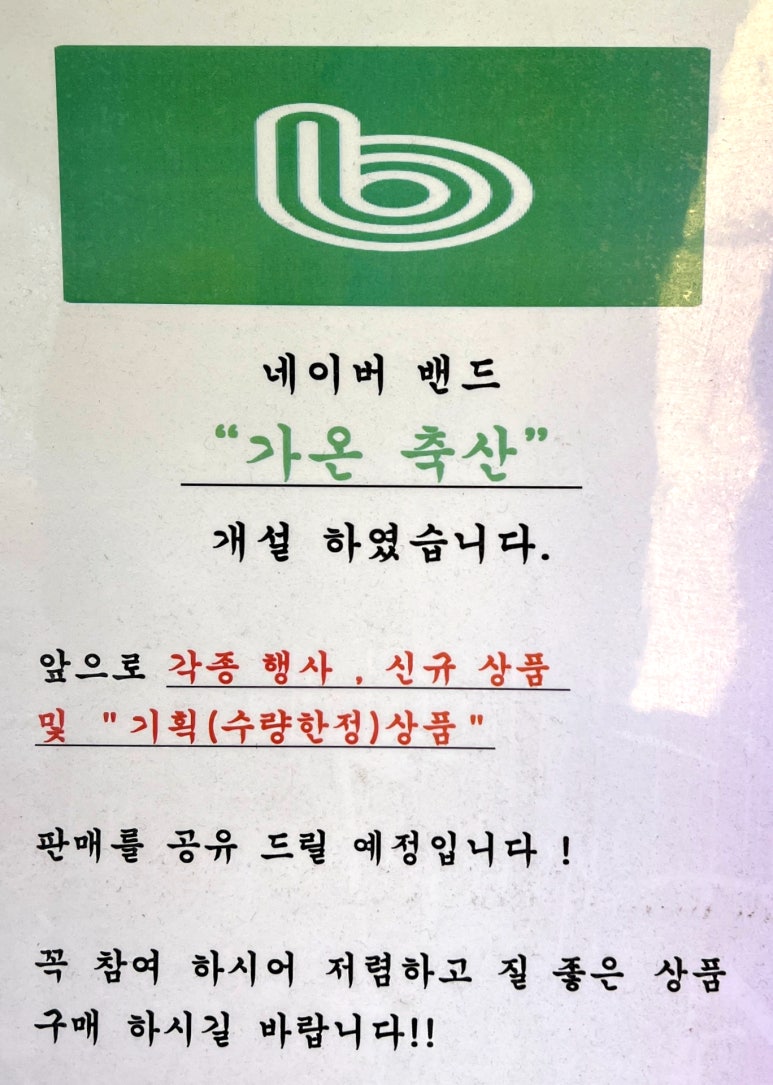 네이버 밴드
“가온 축산”
개설 하였습니다.
앞으로 각종 행사 , 신규 상품
및 "기획(수량한정)상품"
판매를 공유 드릴 예정입니다 !
꼭 참여 하시어 저렴하고 질 좋은 상품
구매 하시길 바랍니다!!